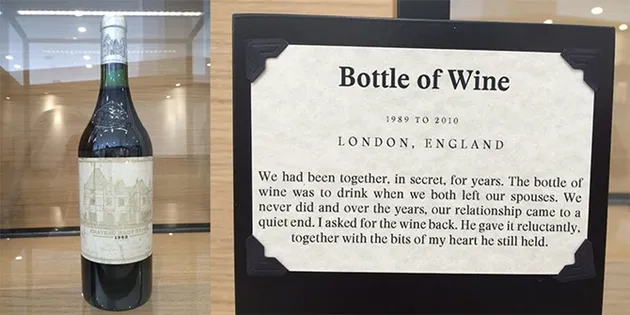 CHATEAU HAUT
Bottle of Wine
1989 TO 2010
LONDON, ENGLAND
We had been together, in secret, for years. The bottle of
wine was to drink when we both left our spouses. We
never did and over the years, our relationship came to a
quiet end. I asked for the wine back. He gave it reluctantly,
together with the bits of my heart he still held.